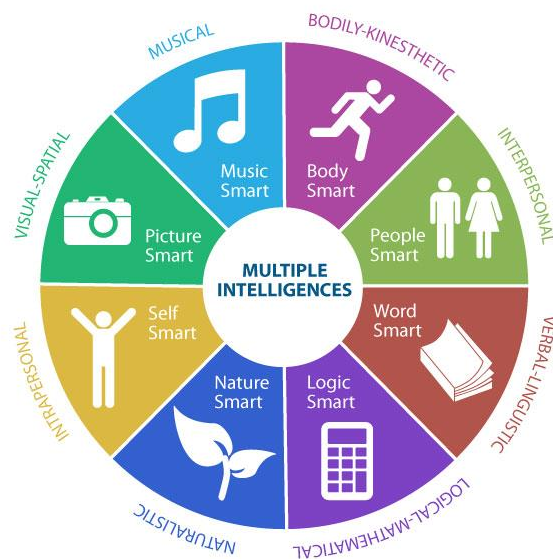 MULTIPLE
INTELLIGENCES
MUSICAL
Music
Smart
BODILY-KINESTHETIC
Body
Smart
INTERPERSONAL
People
Smart
VERBAL-LINGUISTIC
Word
Smart
LOGICAL-MATHEMATICAL
Logic
Smart
NATURALISTIC
Nature
Smart
INTRAPERSONAL
Self
Smart
VISUAL-SPATIAL
Picture
Smart